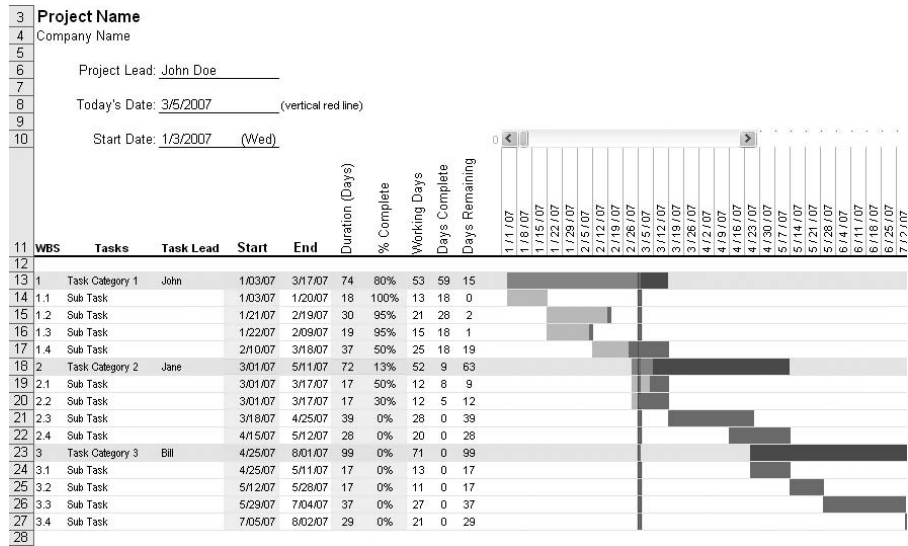 3 Project Name
4 Company Name
5
6 Project Lead: John Doe
7
8 Today's Date: 3/5/2007 (vertical red line)
9
10 Start Date: 1/3/2007 (Wed) 0
11 WBS Tasks Task Lead Start End Duration (Days) % Complete Working Days Days Complete Days Remaining 1 / 1 / 07 1 / 8 / 07 1 / 15 / 07 1 / 22 / 07 1 / 29 / 07 2 / 5 / 07 2 / 12 / 07 2 / 19 / 07 2 / 26 / 07 3 / 5 / 07 3 / 12 / 07 3 / 19 / 07 3 / 26 / 07 4 / 2 / 07 4 / 9 / 07 4 / 16 / 07 4 / 23 / 07 4 / 30 / 07 5 / 7 / 07 5 / 14 / 07 5 / 21 / 07 5 / 28 / 07 6 / 4 / 07 6 / 11 / 07 6 / 18 / 07 6 / 25 / 07 7 / 2 / 07
12
13 1 Task Category 1 John 1/03/07 3/17/07 74 80% 53 59 15
14 1.1 Sub Task 1/03/07 1/20/07 18 100% 13 18 0
15 1.2 Sub Task 1/21/07 2/19/07 30 95% 21 28 2
16 1.3 Sub Task 1/22/07 2/09/07 19 95% 15 18 1
17 1.4 Sub Task 2/10/07 3/18/07 37 50% 25 18 19
18 2 Task Category 2 Jane 3/01/07 5/11/07 72 13% 52 9 63
19 2.1 Sub Task 3/01/07 3/17/07 17 50% 12 8 9
20 2.2 Sub Task 3/01/07 3/17/07 17 30% 12 5 12
21 2.3 Sub Task 3/18/07 4/25/07 39 0% 28 0 39
22 2.4 Sub Task 4/15/07 5/12/07 28 0% 20 0 28
23 3 Task Category 3 Bill 4/25/07 8/01/07 99 0% 71 0 99
24 3.1 Sub Task 4/25/07 5/11/07 17 0% 13 0 17
25 3.2 Sub Task 5/12/07 5/28/07 17 0% 11 0 17
26 3.3 Sub Task 5/29/07 7/04/07 37 0% 27 0 37
27 3.4 Sub Task 7/05/07 8/02/07 29 0% 21 0 29
28